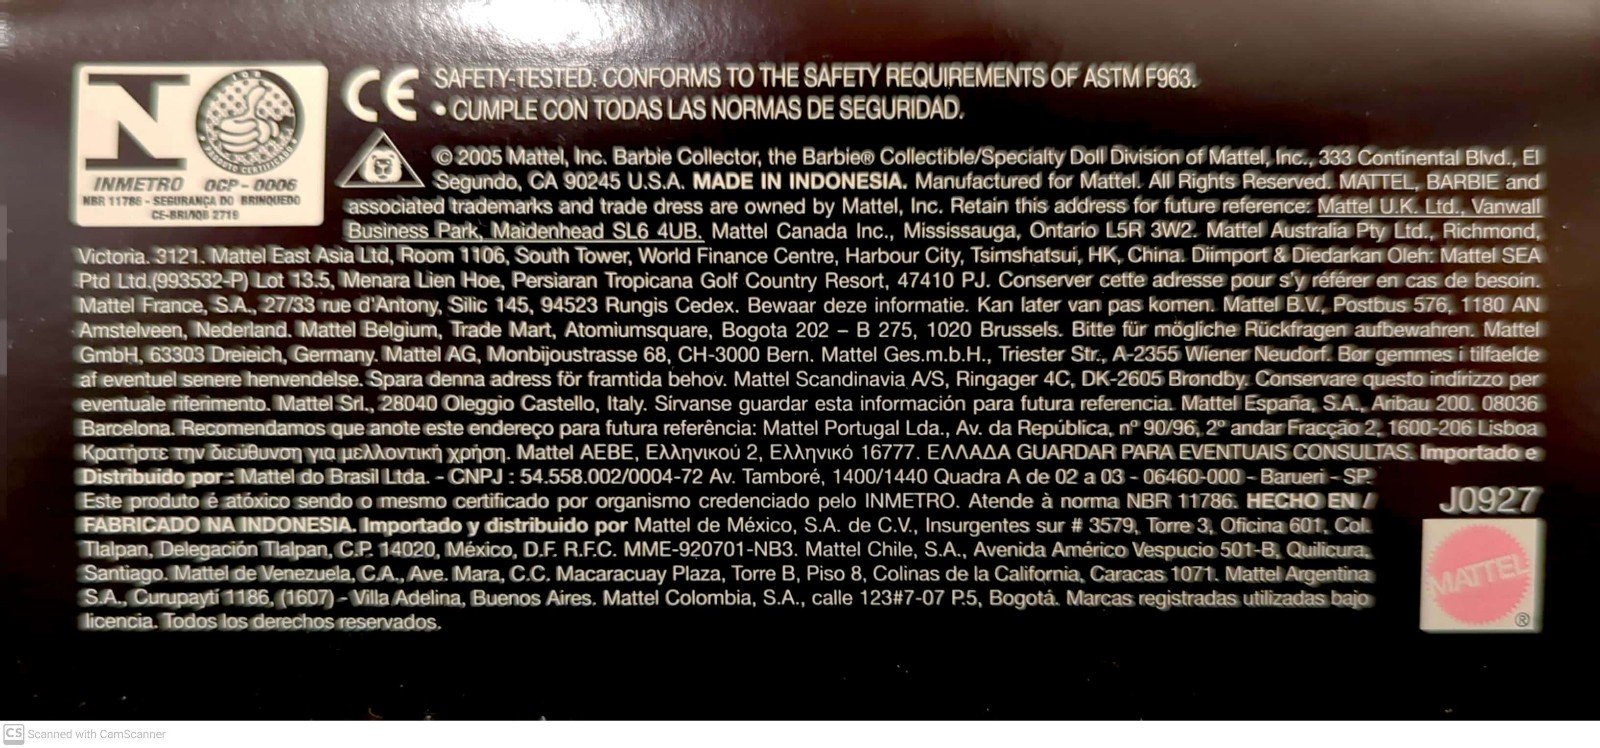 INMETRO OCP - 0006
NBR 11786 - SEGURANÇA DO BRINQUEDO
CE-BRI/IQB 2719
CE SAFETY-TESTED. CONFORMS TO THE SAFETY REQUIREMENTS OF ASTM F963.
• CUMPLE CON TODAS LAS NORMAS DE SEGURIDAD.
© 2005 Mattel, Inc. Barbie Collector, the Barbie® Collectible/Specialty Doll Division of Mattel, Inc., 333 Continental Blvd., El
Segundo, CA 90245 U.S.A. MADE IN INDONESIA. Manufactured for Mattel. All Rights Reserved. MATTEL, BARBIE and
associated trademarks and trade dress are owned by Mattel, Inc. Retain this address for future reference: Mattel U.K. Ltd., Vanwall
Business Park, Maidenhead SL6 4UB. Mattel Canada Inc., Mississauga, Ontario L5R 3W2. Mattel Australia Pty Ltd., Richmond,
Victoria. 3121. Mattel East Asia Ltd, Room 1106, South Tower, World Finance Centre, Harbour City, Tsimshatsui, HK, China. Diimport & Diedarkan Oleh: Mattel SEA
Ptd Ltd.(993532-P) Lot 13.5, Menara Lien Hoe, Persiaran Tropicana Golf Country Resort, 47410 PJ. Conserver cette adresse pour s'y référer en cas de besoin.
Mattel France, S.A., 27/33 rue d'Antony, Silic 145, 94523 Rungis Cedex. Bewaar deze informatie. Kan later van pas komen. Mattel B.V., Postbus 576, 1180 AN
Amstelveen, Nederland. Mattel Belgium, Trade Mart, Atomiumsquare, Bogota 202 – B 275, 1020 Brussels. Bitte für mögliche Rückfragen aufbewahren. Mattel
GmbH, 63303 Dreieich, Germany. Mattel AG, Monbijoustrasse 68, CH-3000 Bern. Mattel Ges.m.b.H., Triester Str., A-2355 Wiener Neudorf. Bør gemmes i tilfaelde
af eventuel senere henvendelse. Spara denna adress för framtida behov. Mattel Scandinavia A/S, Ringager 4C, DK-2605 Brøndby. Conservare questo indirizzo per
eventuale riferimento. Mattel Srl., 28040 Oleggio Castello, Italy. Sírvanse guardar esta información para futura referencia. Mattel España, S.A., Aribau 200. 08036
Barcelona. Recomendamos que anote este endereço para futura referência: Mattel Portugal Lda., Av. da República, nº 90/96, 2º andar Fracção 2, 1600-206 Lisboa
Κρατήστε την διεύθυνση για μελλοντική χρήση. Mattel AEBE, Ελληνικού 2, Ελληνικό 16777. ΕΛΛΑΔΑ GUARDAR PARA EVENTUAIS CONSULTAS. Importado e
Distribuido por : Mattel do Brasil Ltda. - CNPJ : 54.558.002/0004-72 Av. Tamboré, 1400/1440 Quadra A de 02 a 03 - 06460-000 - Barueri - SP.
Este produto é atóxico sendo o mesmo certificado por organismo credenciado pelo INMETRO. Atende à norma NBR 11786. HECHO EN /
FABRICADO NA INDONESIA. Importado y distribuido por Mattel de México, S.A. de C.V., Insurgentes sur # 3579, Torre 3, Oficina 601, Col.
Tlalpan, Delegación Tlalpan, C.P. 14020, México, D.F. R.F.C. MME-920701-NB3. Mattel Chile, S.A., Avenida Américo Vespucio 501-B, Quilicura,
Santiago. Mattel de Venezuela, C.A., Ave. Mara, C.C. Macaracuay Plaza, Torre B, Piso 8, Colinas de la California, Caracas 1071. Mattel Argentina
S.A., Curupaytí 1186, (1607) - Villa Adelina, Buenos Aires. Mattel Colombia, S.A., calle 123#7-07 P.5, Bogotá. Marcas registradas utilizadas bajo
licencia. Todos los derechos reservados.
J0927
MATTEL
®
CS Scanned with CamScanner